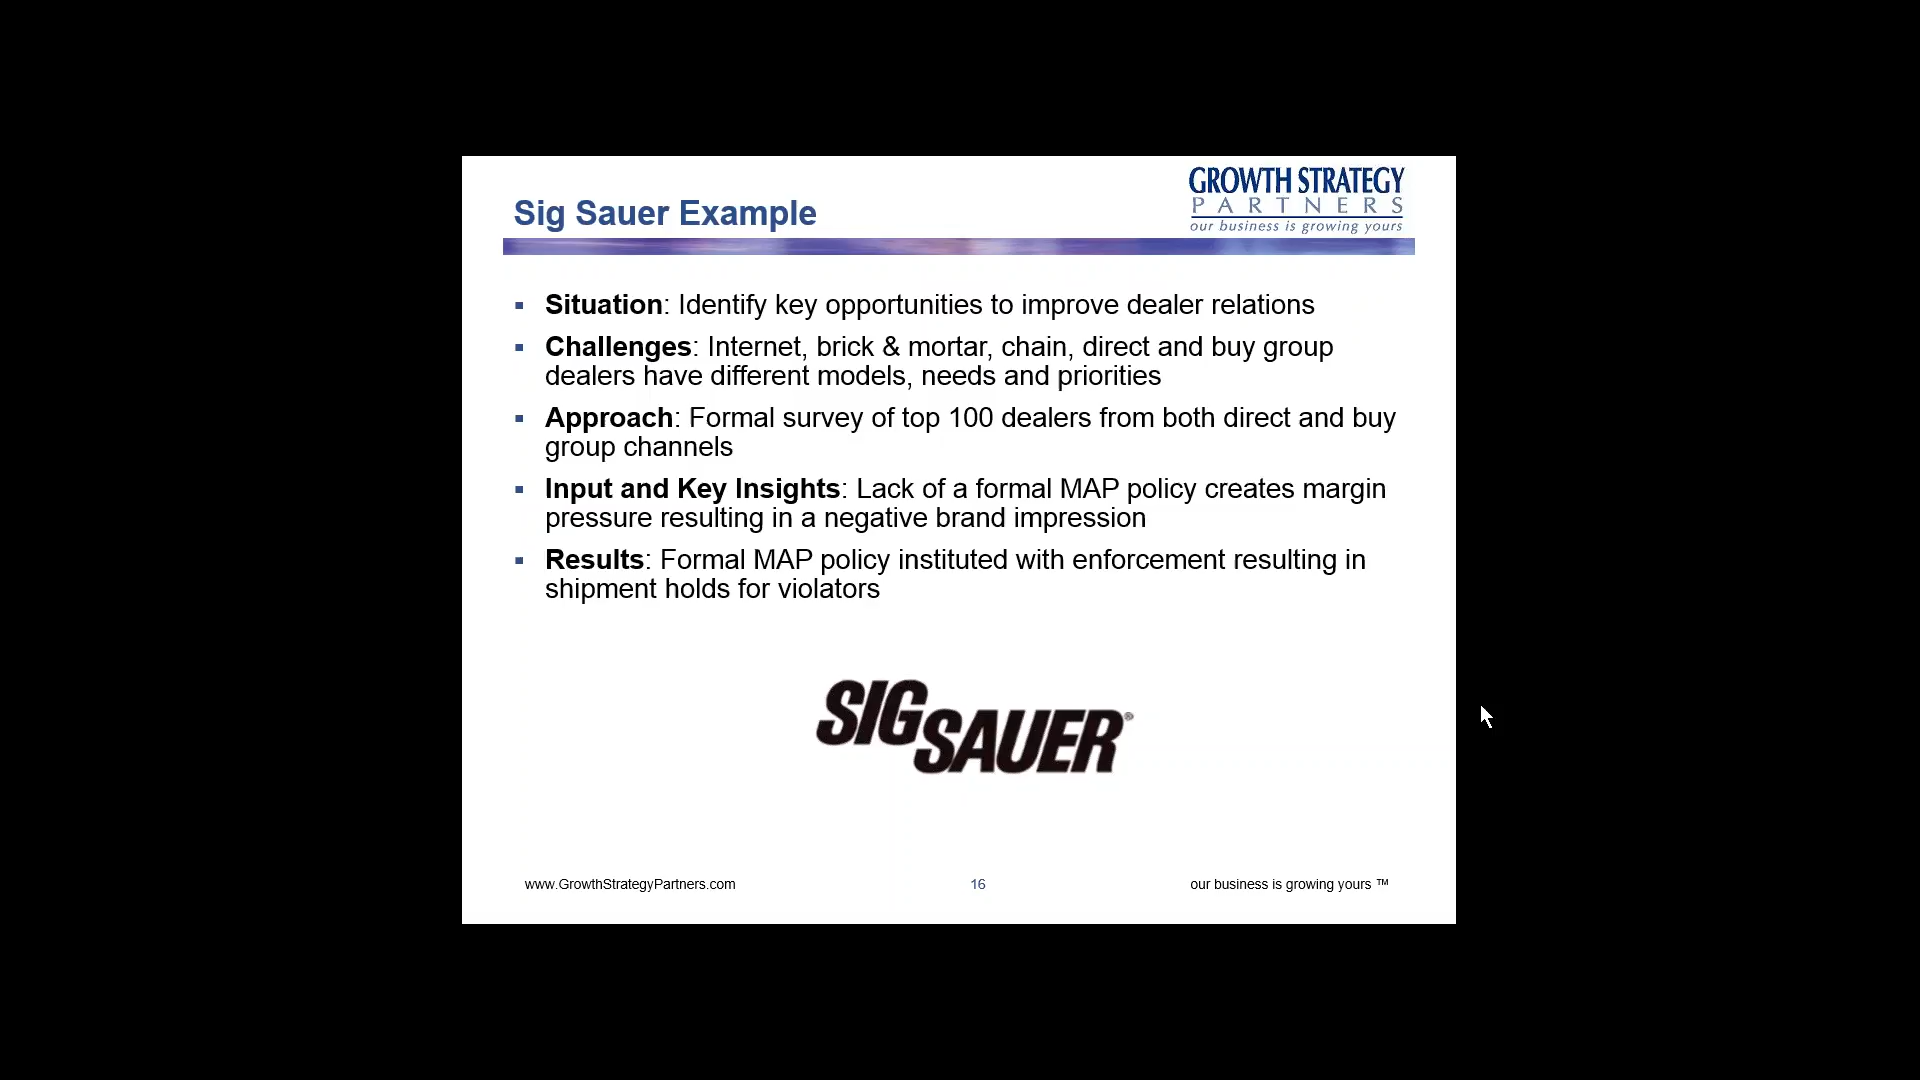 GROWTH STRATEGY
PARTNERS
our business is growing yours
Sig Sauer Example
▪ Situation: Identify key opportunities to improve dealer relations
▪ Challenges: Internet, brick & mortar, chain, direct and buy group
dealers have different models, needs and priorities
▪ Approach: Formal survey of top 100 dealers from both direct and buy
group channels
▪ Input and Key Insights: Lack of a formal MAP policy creates margin
pressure resulting in a negative brand impression
▪ Results: Formal MAP policy instituted with enforcement resulting in
shipment holds for violators
SIG SAUER®
www.GrowthStrategyPartners.com
16
our business is growing yours ™